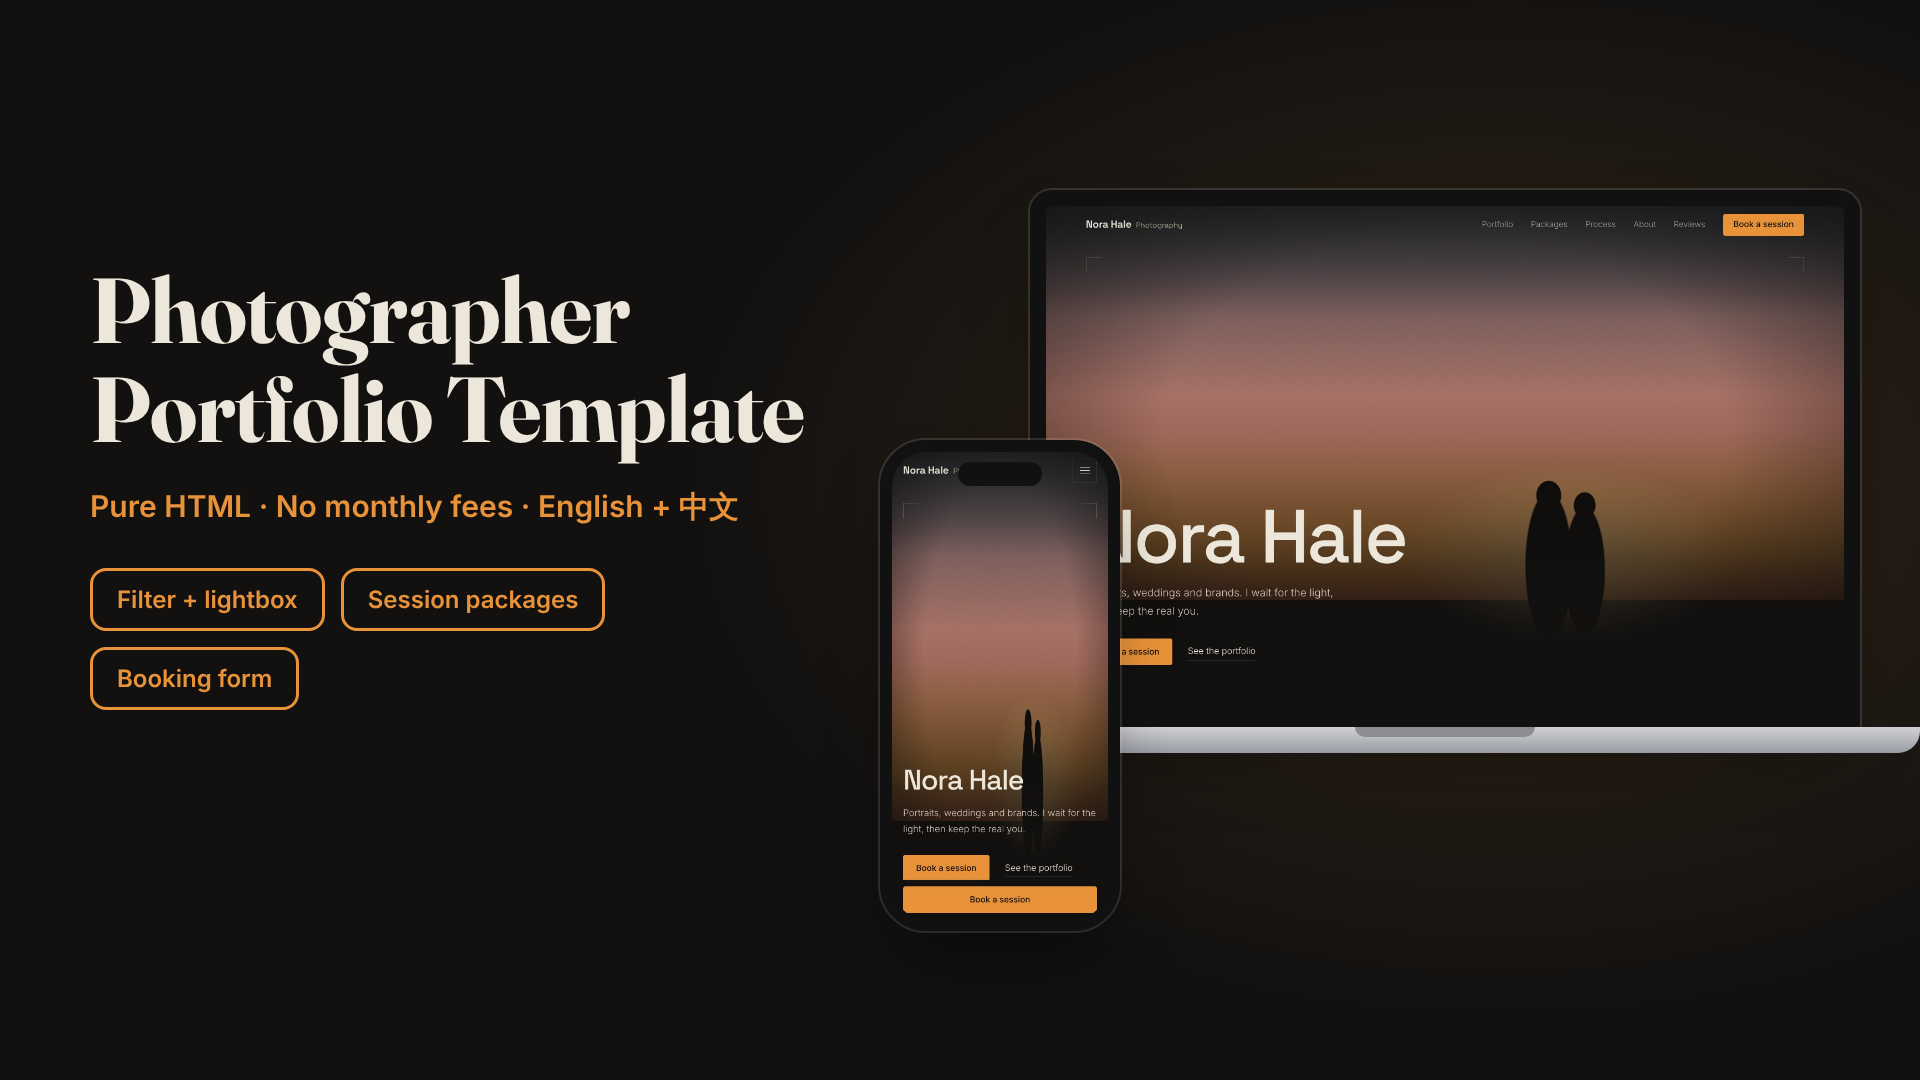 Photographer
Portfolio Template
Pure HTML · No monthly fees · English + 中文
Filter + lightbox
Session packages
Booking form
Nora Hale Photography
Portfolio
Packages
Process
About
Reviews
Book a session
Nora Hale
the light,
weddings and brands. I wait for the light,
the real you.
a session
See the portfolio
Nora Hale
Nora Hale
Portraits, weddings and brands. I wait for the
light, then keep the real you.
Book a session
See the portfolio
Book a session